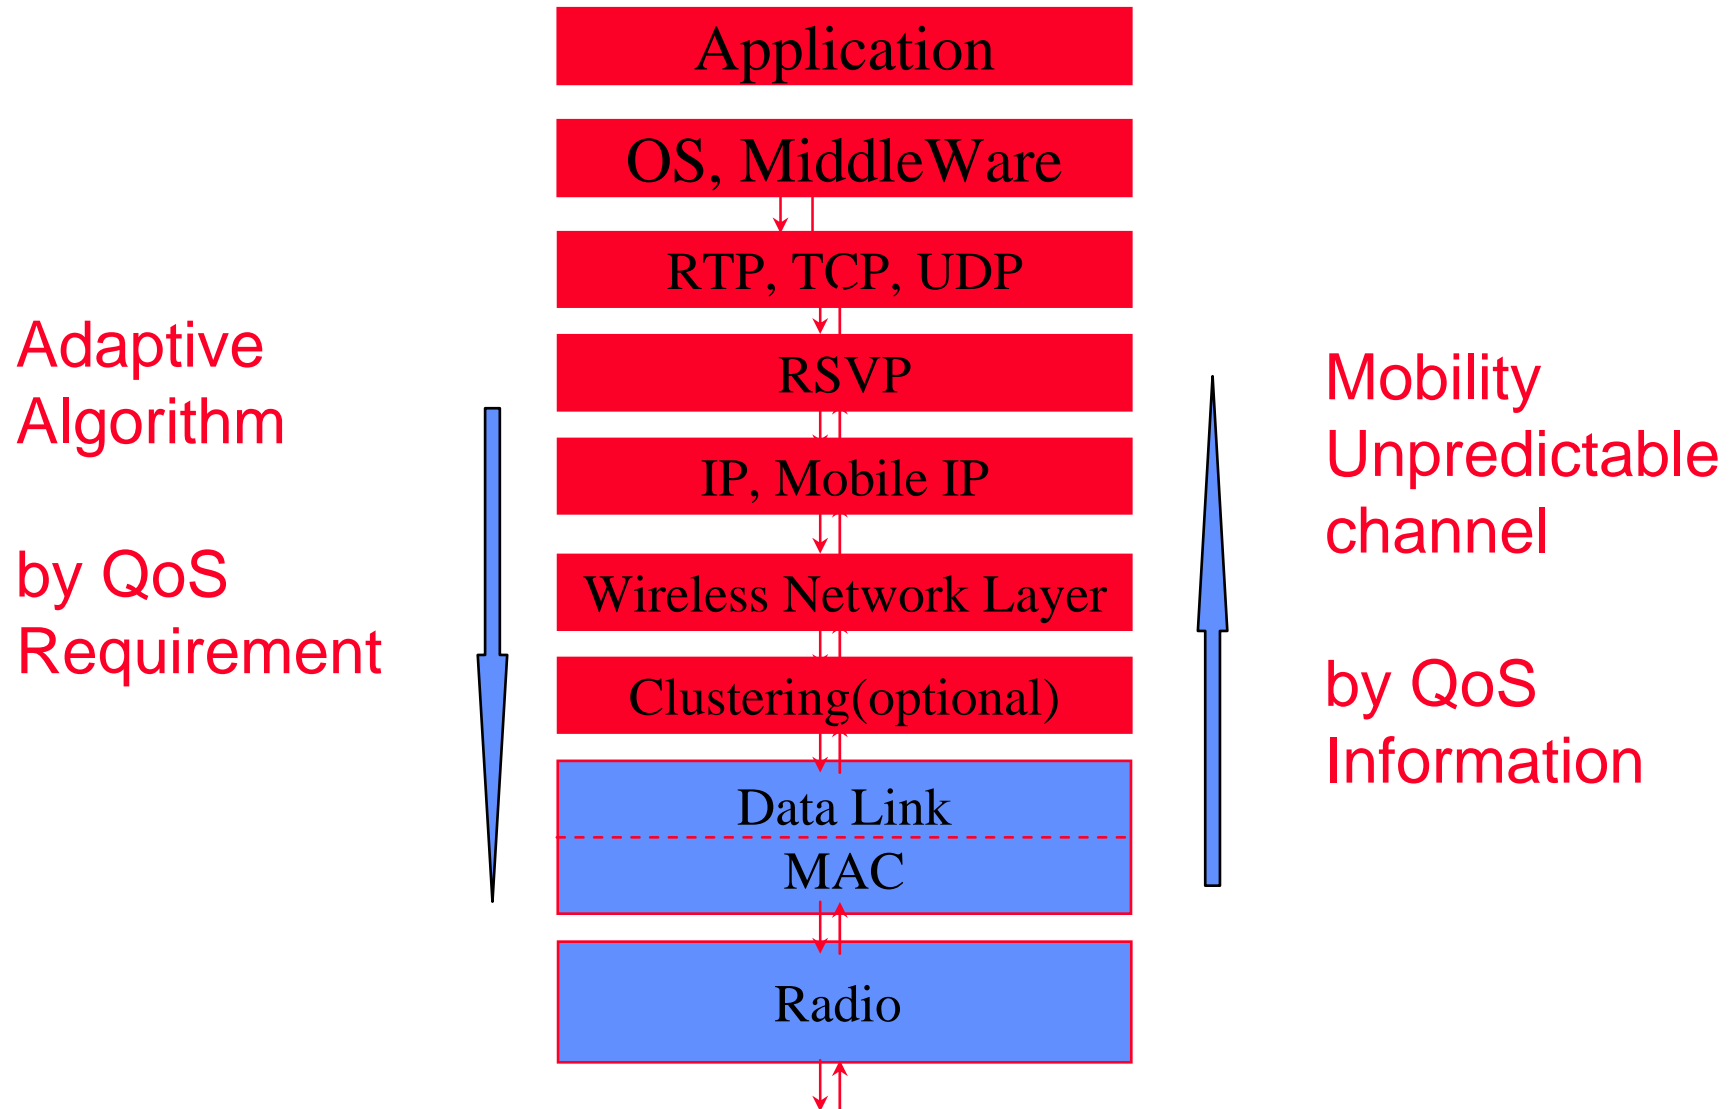 Application
OS, MiddleWare
RTP, TCP, UDP
RSVP
IP, Mobile IP
Wireless Network Layer
Clustering(optional)
Data Link
MAC
Radio
Adaptive
Algorithm
by QoS
Requirement
Mobility
Unpredictable
channel
by QoS
Information